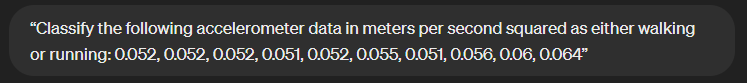 “Classify the following accelerometer data in meters per second squared as either walking
or running: 0.052, 0.052, 0.052, 0.051, 0.052, 0.055, 0.051, 0.056, 0.06, 0.064”